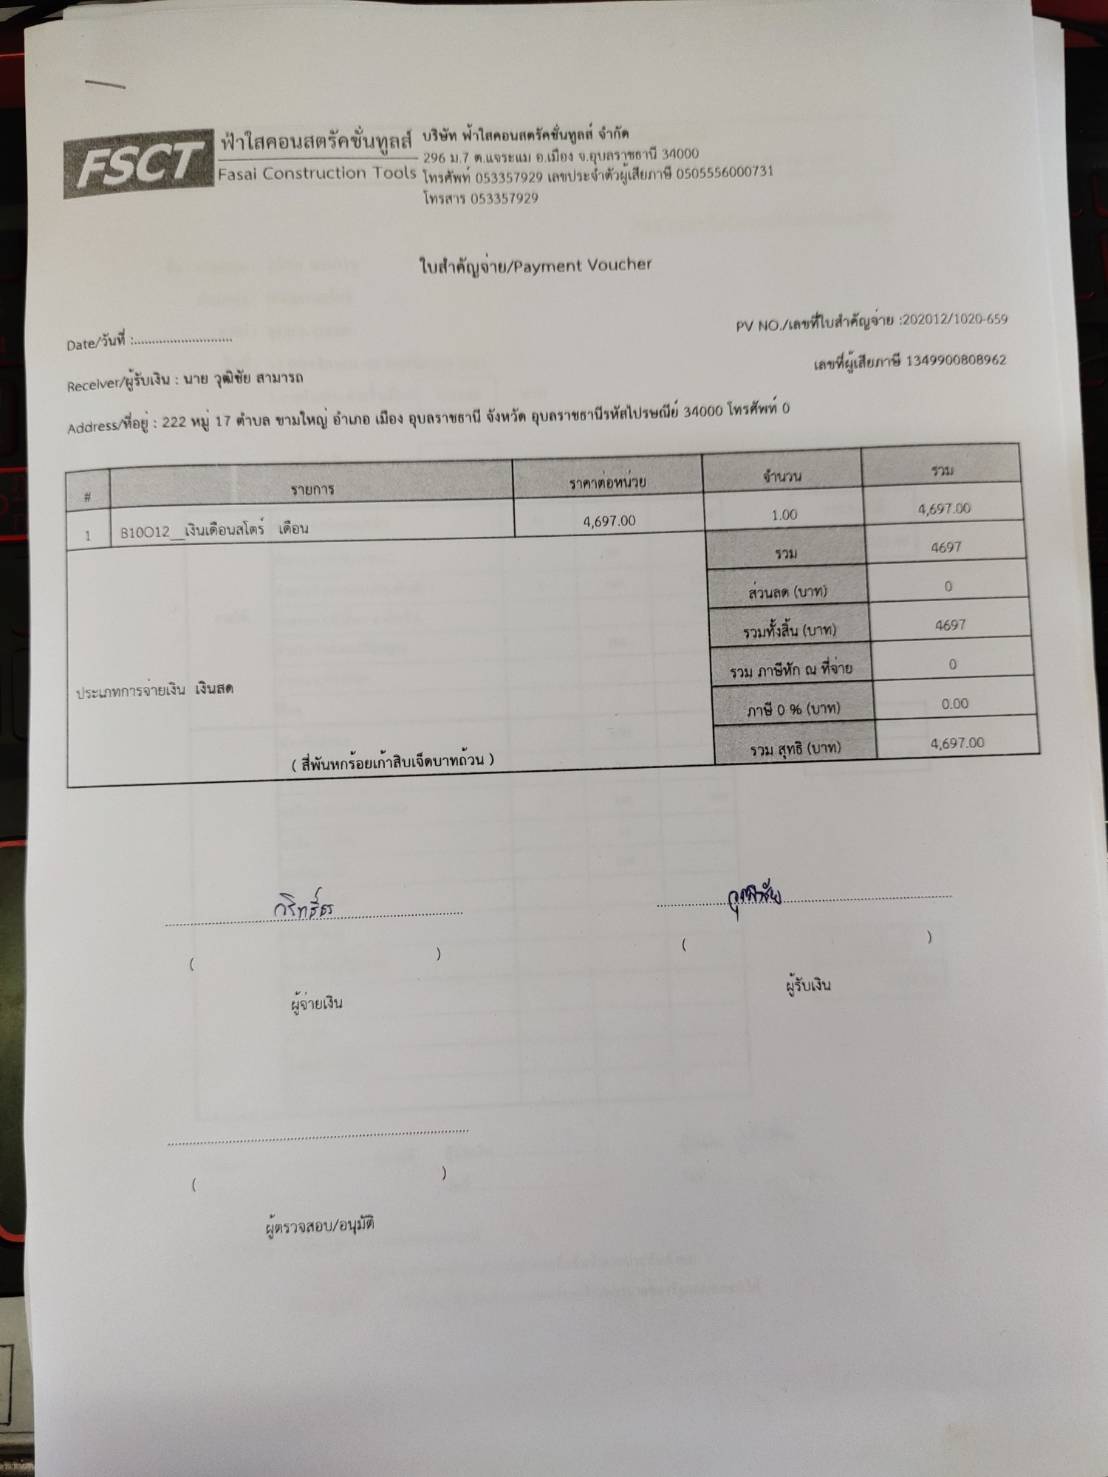 FSCT
ฟ้าใสคอนสตรัคชั่นทูลส์
Fasai Construction Tools
บริษัท ฟ้าใสคอนสตรัคชั่นทูลส์ จำกัด
296 ม.7 ต.แจระแม อ.เมือง จ.อุบลราชธานี 34000
โทรศัพท์ 053357929 เลขประจำตัวผู้เสียภาษี 0505556000731
โทรสาร 053357929
ใบสำคัญจ่าย/Payment Voucher
PV NO./เลขที่ใบสำคัญจ่าย :202012/1020-659
Date/วันที่ :...........................
เลขที่ผู้เสียภาษี 1349900808962
Receiver/ผู้รับเงิน : นาย วุฒิชัย สามารถ
Address/ที่อยู่ : 222 หมู่ 17 ตำบล ขามใหญ่ อำเภอ เมือง อุบลราชธานี จังหวัด อุบลราชธานีรหัสไปรษณีย์ 34000 โทรศัพท์ 0
# รายการ ราคาต่อหน่วย จำนวน รวม
1 B10O12__เงินเดือนสโตร์ เดือน 4,697.00 1.00 4,697.00
รวม 4697
ส่วนลด (บาท) 0
รวมทั้งสิ้น (บาท) 4697
รวม ภาษีหัก ณ ที่จ่าย 0
ประเภทการจ่ายเงิน เงินสด
ภาษี 0 % (บาท) 0.00
( สี่พันหกร้อยเก้าสิบเจ็ดบาทถ้วน ) รวม สุทธิ (บาท) 4,697.00
วุฒิชัย
( ) ( )
ผู้จ่ายเงิน ผู้รับเงิน
( )
ผู้ตรวจสอบ/อนุมัติ